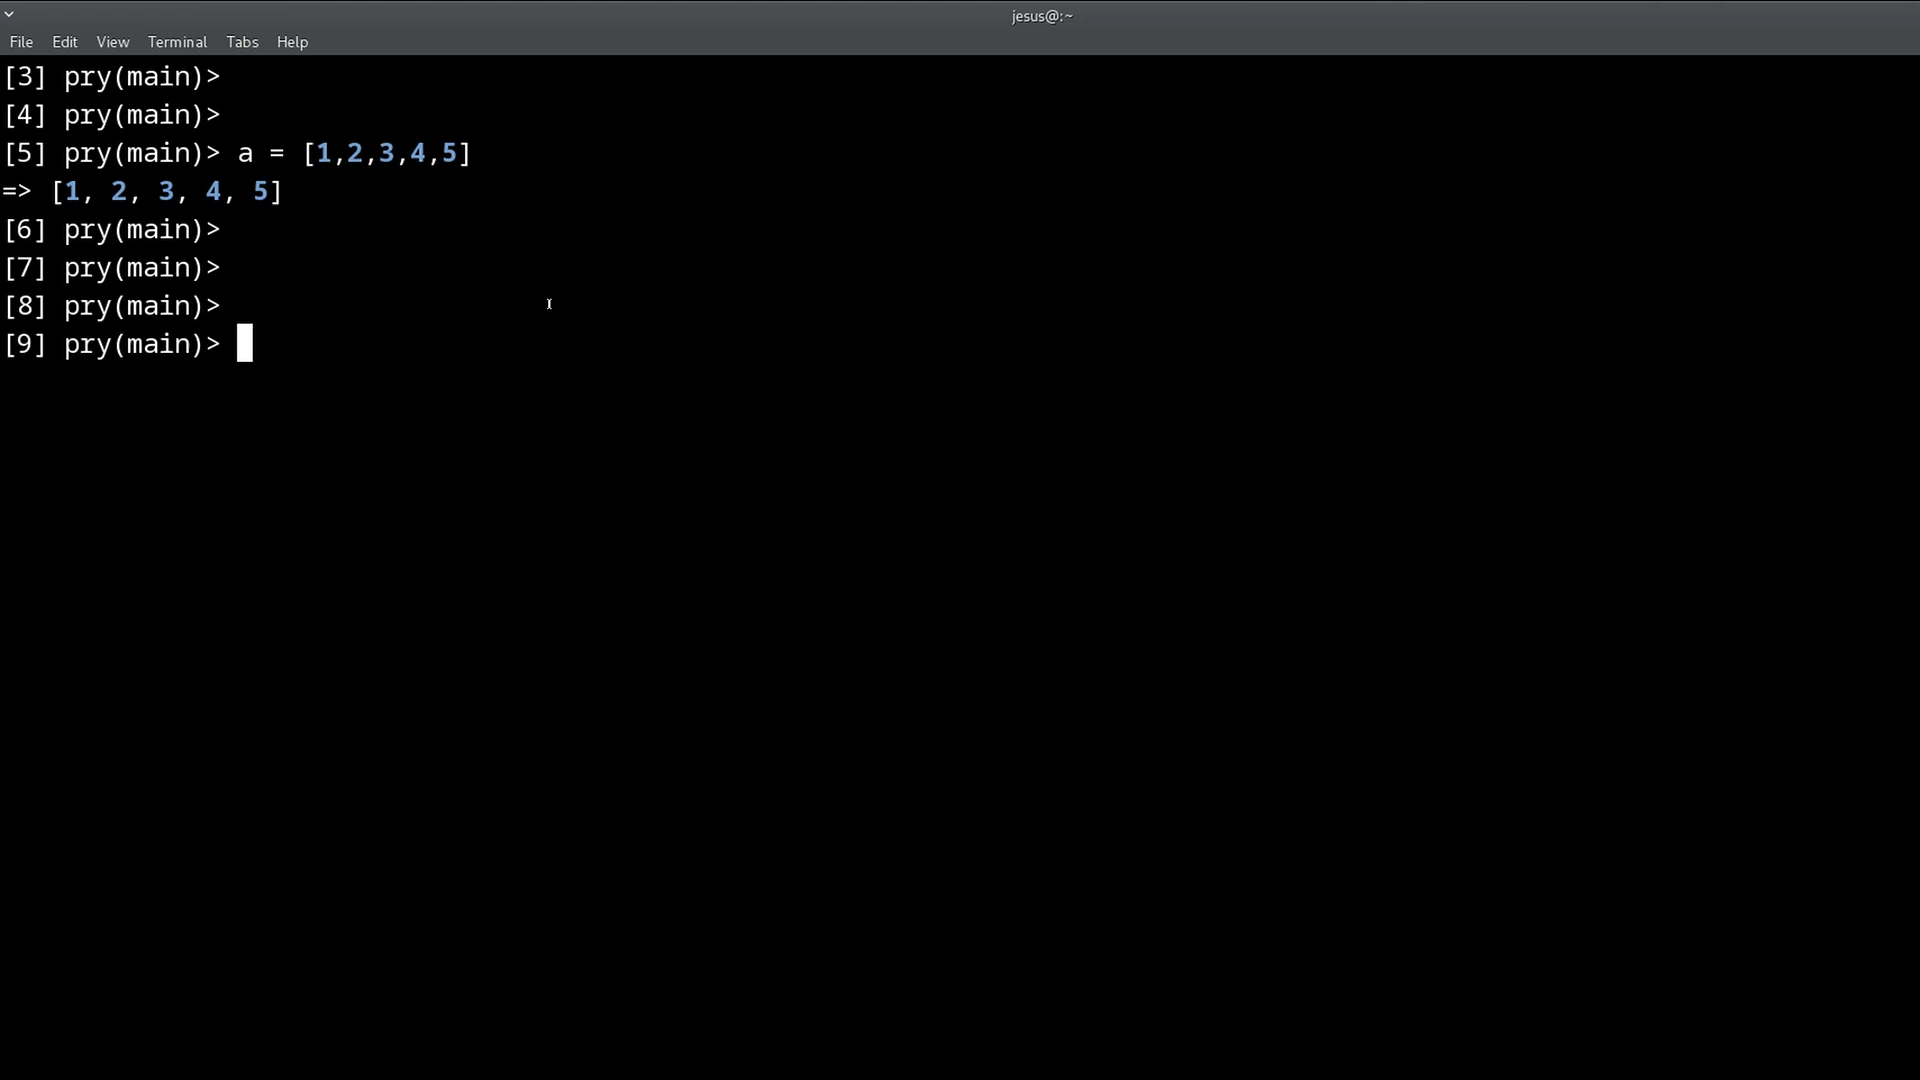 jesus@:~
File Edit View Terminal Tabs Help
[3] pry(main)>
[4] pry(main)>
[5] pry(main)> a = [1,2,3,4,5]
=> [1, 2, 3, 4, 5]
[6] pry(main)>
[7] pry(main)>
[8] pry(main)>
[9] pry(main)>